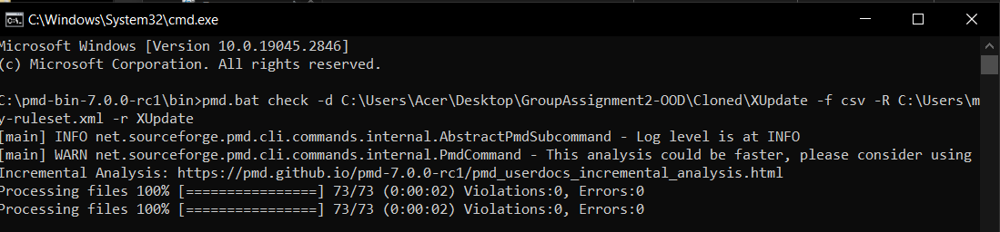 C:\Windows\System32\cmd.exe
Microsoft Windows [Version 10.0.19045.2846]
(c) Microsoft Corporation. All rights reserved.
C:\pmd-bin-7.0.0-rc1\bin>pmd.bat check -d C:\Users\Acer\Desktop\GroupAssignment2-OOD\Cloned\XUpdate -f csv -R C:\Users\m
y-ruleset.xml -r XUpdate
[main] INFO net.sourceforge.pmd.cli.commands.internal.AbstractPmdSubcommand - Log level is at INFO
[main] WARN net.sourceforge.pmd.cli.commands.internal.PmdCommand - This analysis could be faster, please consider using
Incremental Analysis: https://pmd.github.io/pmd-7.0.0-rc1/pmd_userdocs_incremental_analysis.html
Processing files 100% [================] 73/73 (0:00:02) Violations:0, Errors:0
Processing files 100% [================] 73/73 (0:00:02) Violations:0, Errors:0